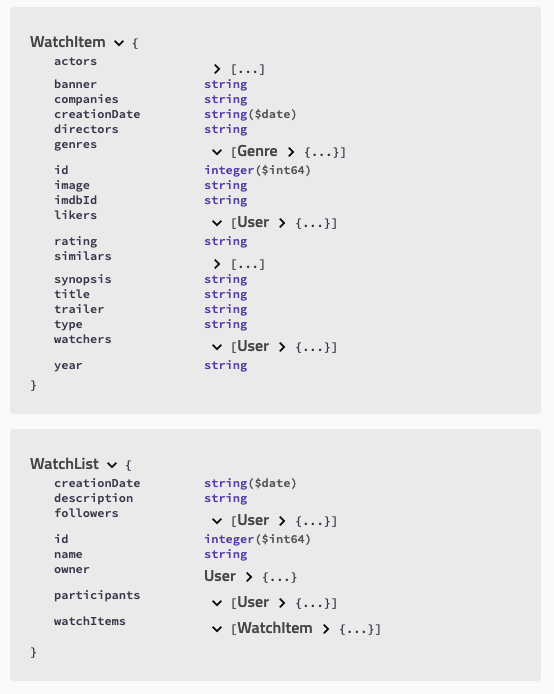 WatchItem {
actors [...]
banner string
companies string
creationDate string($date)
directors string
genres [Genre {...}]
id integer($int64)
image string
imdbId string
likers [User {...}]
rating string
similars [...]
synopsis string
title string
trailer string
type string
watchers [User {...}]
year string
}
WatchList {
creationDate string($date)
description string
followers [User {...}]
id integer($int64)
name string
owner User {...}
participants [User {...}]
watchItems [WatchItem {...}]
}